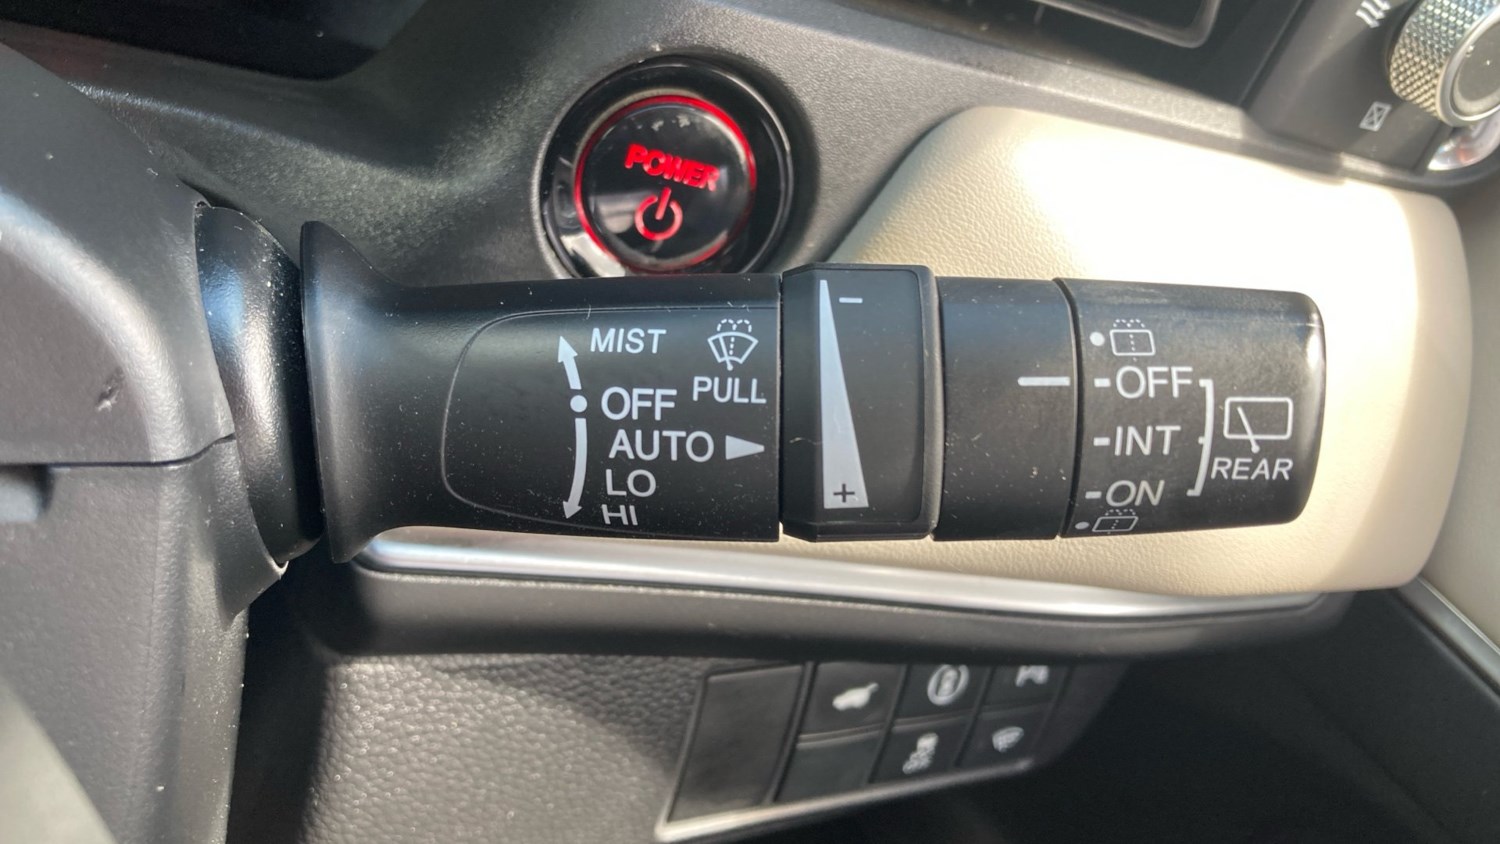 POWER
MIST
OFF
PULL
AUTO
LO
HI
-
+
OFF
INT
ON
REAR